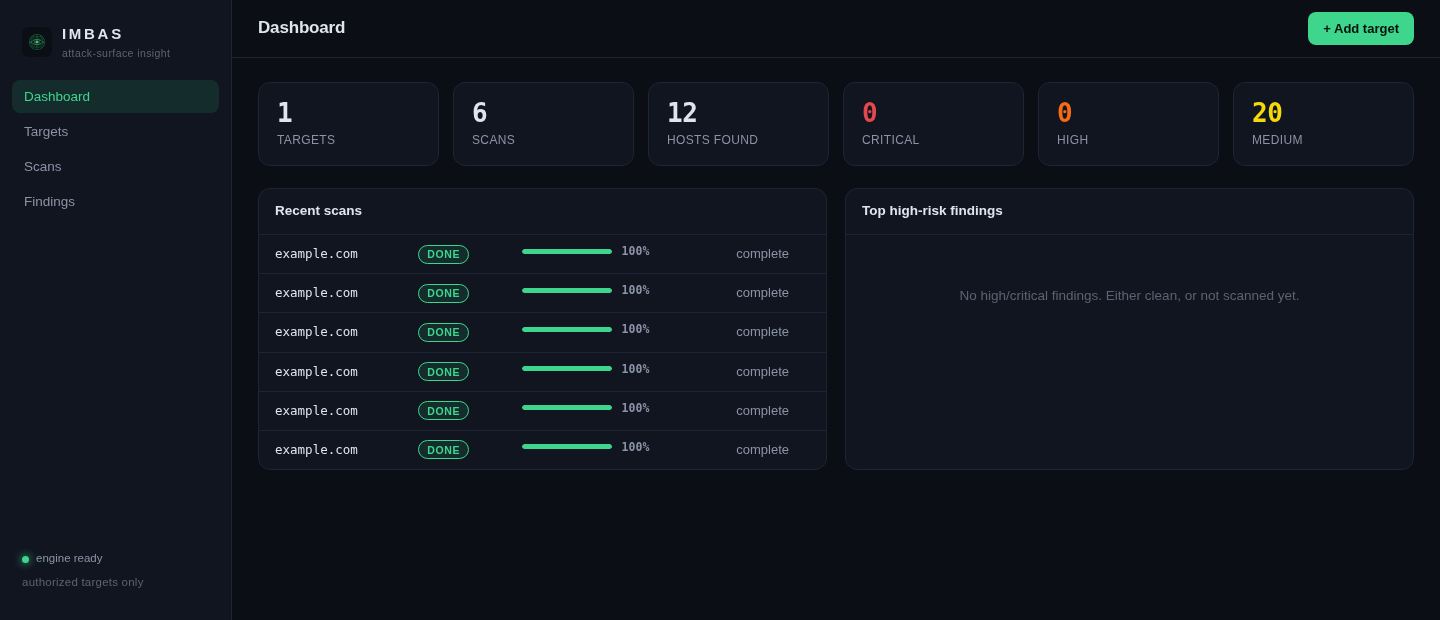 IMBAS
attack-surface insight
Dashboard
Targets
Scans
Findings
engine ready
authorized targets only
Dashboard
+ Add target
1
TARGETS
6
SCANS
12
HOSTS FOUND
0
CRITICAL
0
HIGH
20
MEDIUM
Recent scans
example.com DONE 100% complete
example.com DONE 100% complete
example.com DONE 100% complete
example.com DONE 100% complete
example.com DONE 100% complete
example.com DONE 100% complete
Top high-risk findings
No high/critical findings. Either clean, or not scanned yet.